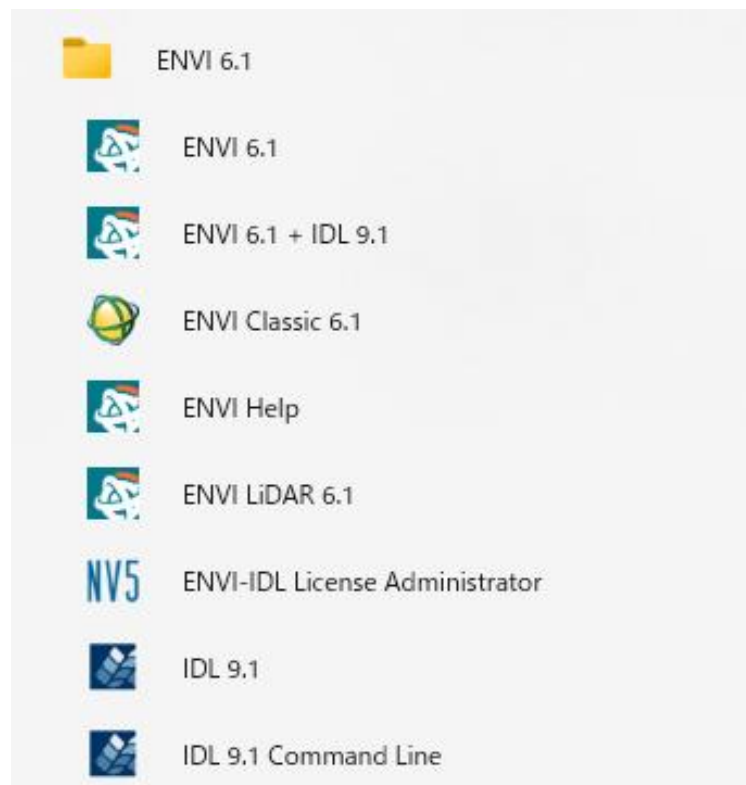 ENVI 6.1
ENVI 6.1
ENVI 6.1 + IDL 9.1
ENVI Classic 6.1
ENVI Help
ENVI LiDAR 6.1
NV5 ENVI-IDL License Administrator
IDL 9.1
IDL 9.1 Command Line